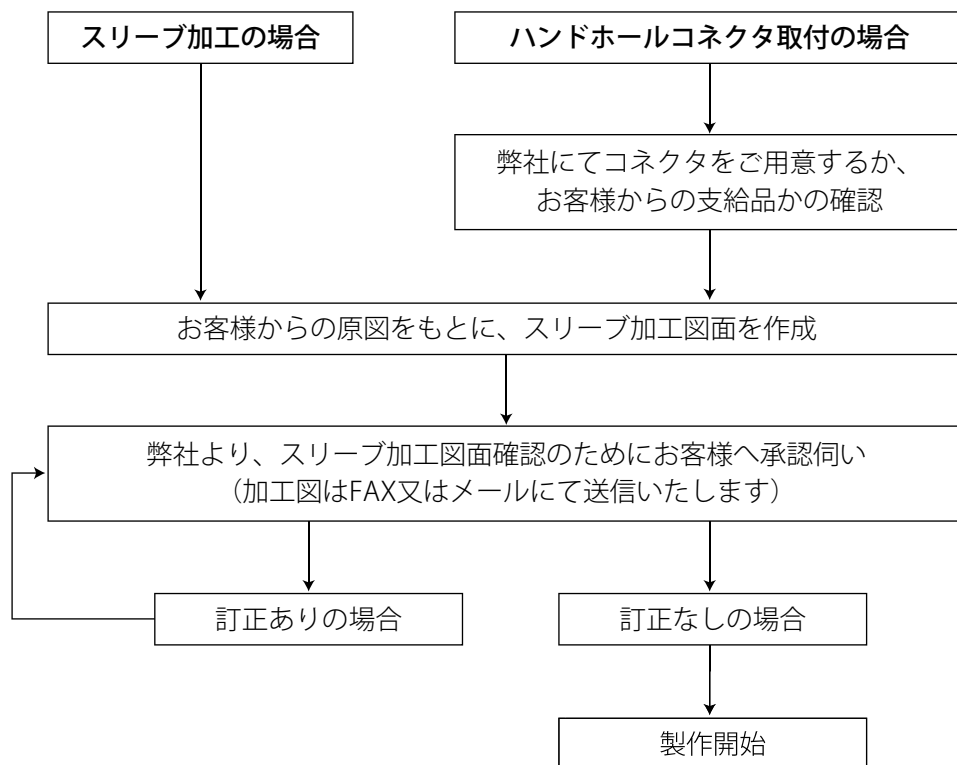 スリーブ加工の場合
ハンドホールコネクタ取付の場合
弊社にてコネクタをご用意するか、
お客様からの支給品かの確認
お客様からの原図をもとに、スリーブ加工図面を作成
弊社より、スリーブ加工図面確認のためにお客様へ承認伺い
（加工図はFAX又はメールにて送信いたします）
訂正ありの場合
訂正なしの場合
製作開始